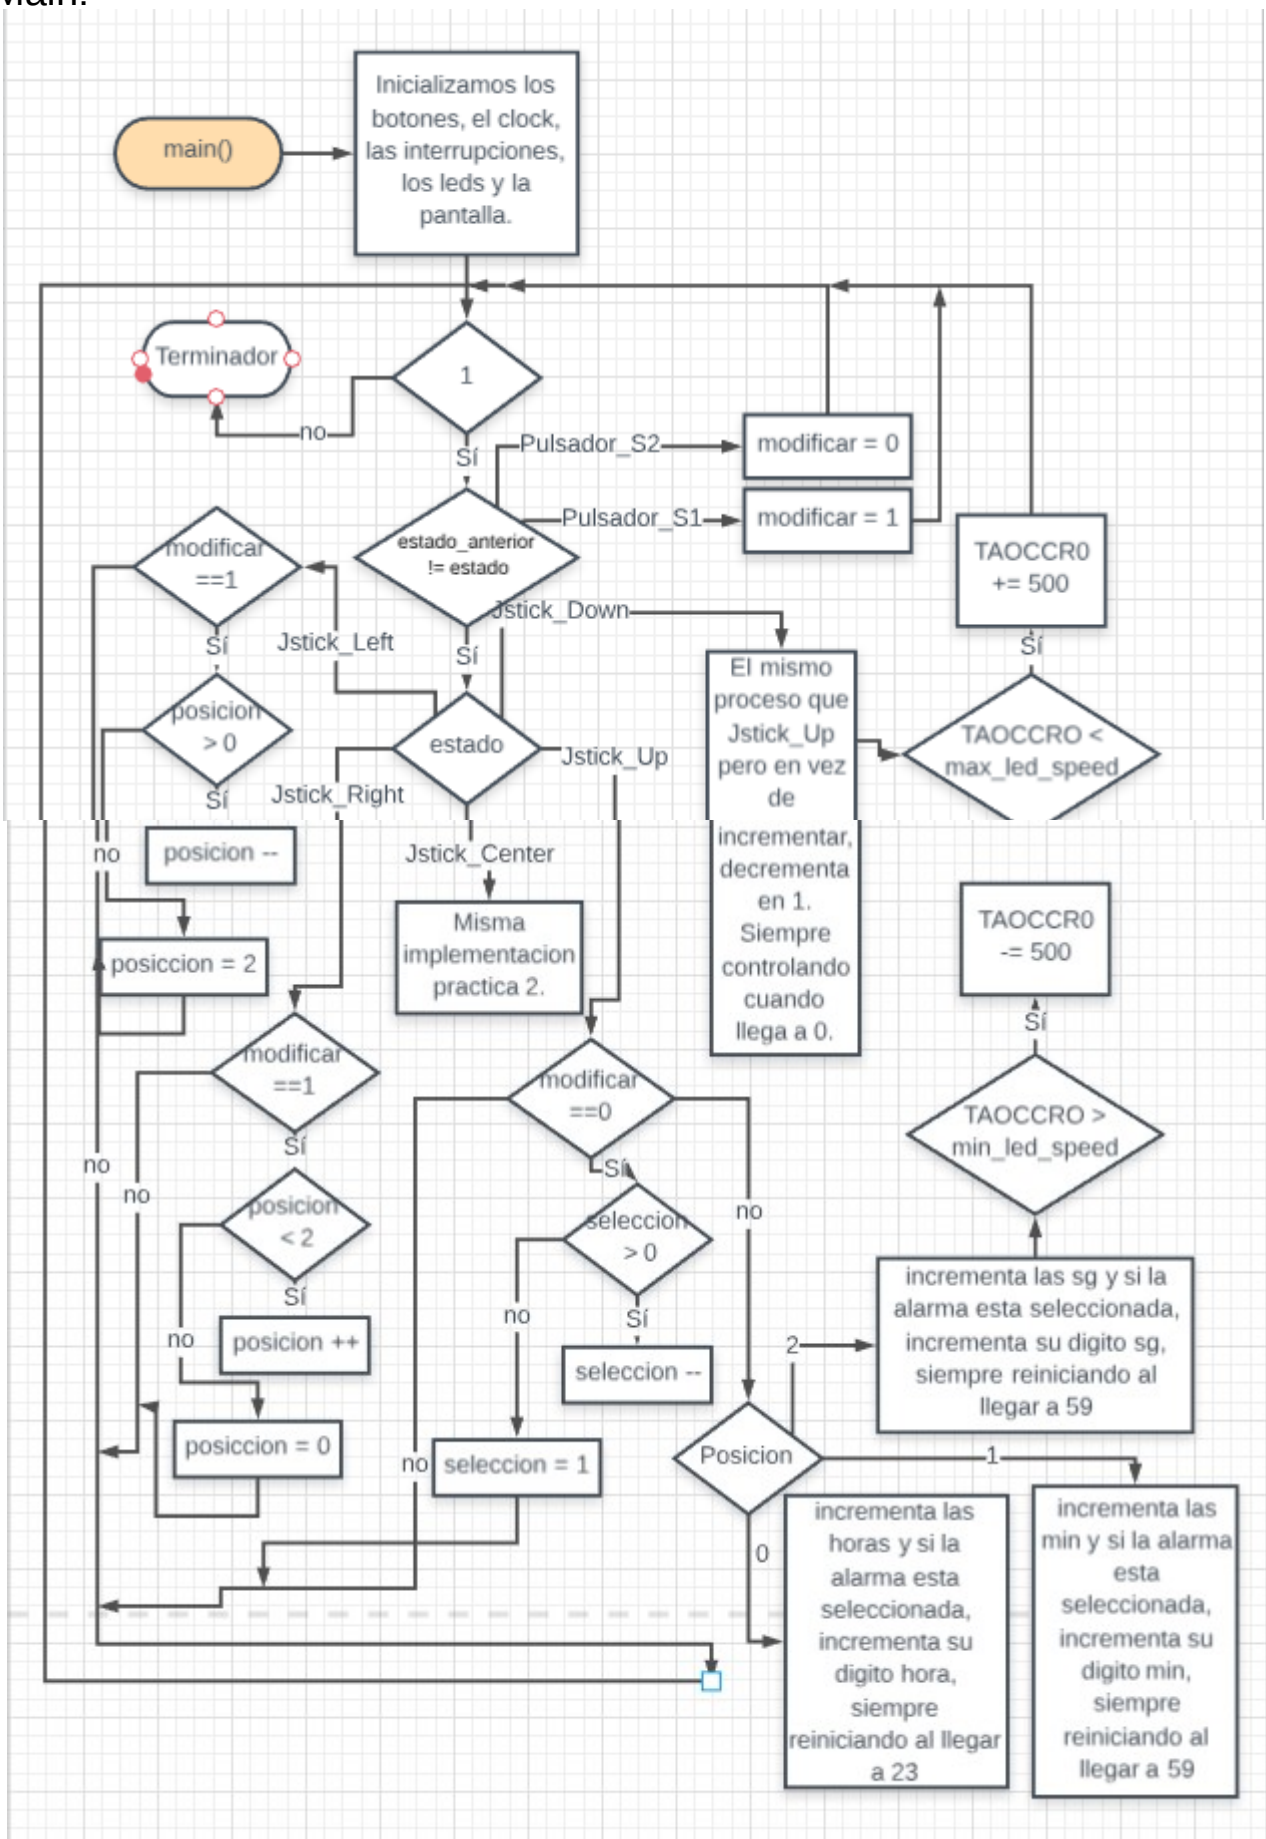 Main:
Inicializamos los
botones, el clock,
las interrupciones,
los leds y la
pantalla.
main()
Terminador
1
no
Sí
Pulsador_S2
modificar = 0
Pulsador_S1
modificar = 1
estado_anterior
!= estado
modificar
==1
TAOCCR0
+= 500
Jstick_Down
Sí
Jstick_Left
Sí
Sí
El mismo
proceso que
Jstick_Up
pero en vez
de
incrementar,
decrementa
en 1.
Siempre
controlando
cuando
llega a 0.
posicion
> 0
estado
TAOCCRO <
max_led_speed
Jstick_Up
Sí
Jstick_Right
no
posicion --
Jstick_Center
Misma
implementacion
practica 2.
TAOCCR0
-= 500
posiccion = 2
Sí
modificar
==1
modificar
==0
TAOCCRO >
min_led_speed
Sí
no
no
Sí
posicion
< 2
seleccion
> 0
no
Sí
no
no
Sí
posicion ++
seleccion --
2
incrementa las sg y si la
alarma esta seleccionada,
incrementa su digito sg,
siempre reiniciando al
llegar a 59
posiccion = 0
no
seleccion = 1
Posicion
1
0
incrementa las
horas y si la
alarma esta
seleccionada,
incrementa su
digito hora,
siempre
reiniciando al llegar
a 23
incrementa las
min y si la alarma
esta
seleccionada,
incrementa su
digito min,
siempre
reiniciando al
llegar a 59